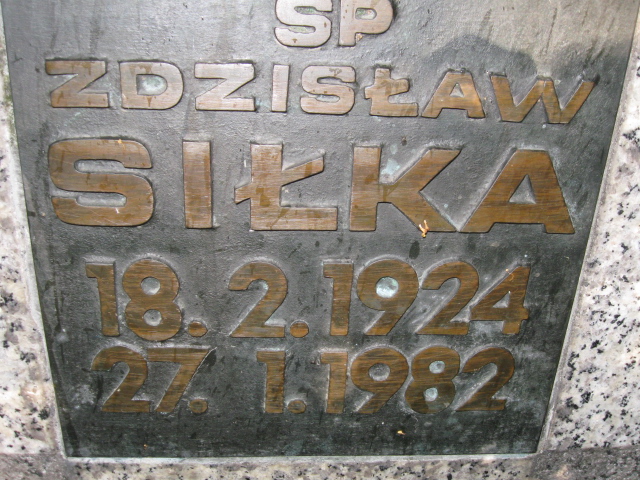 ŚP
ZDZISŁAW
SIŁKA
18. 2. 1924
27. 1. 1982